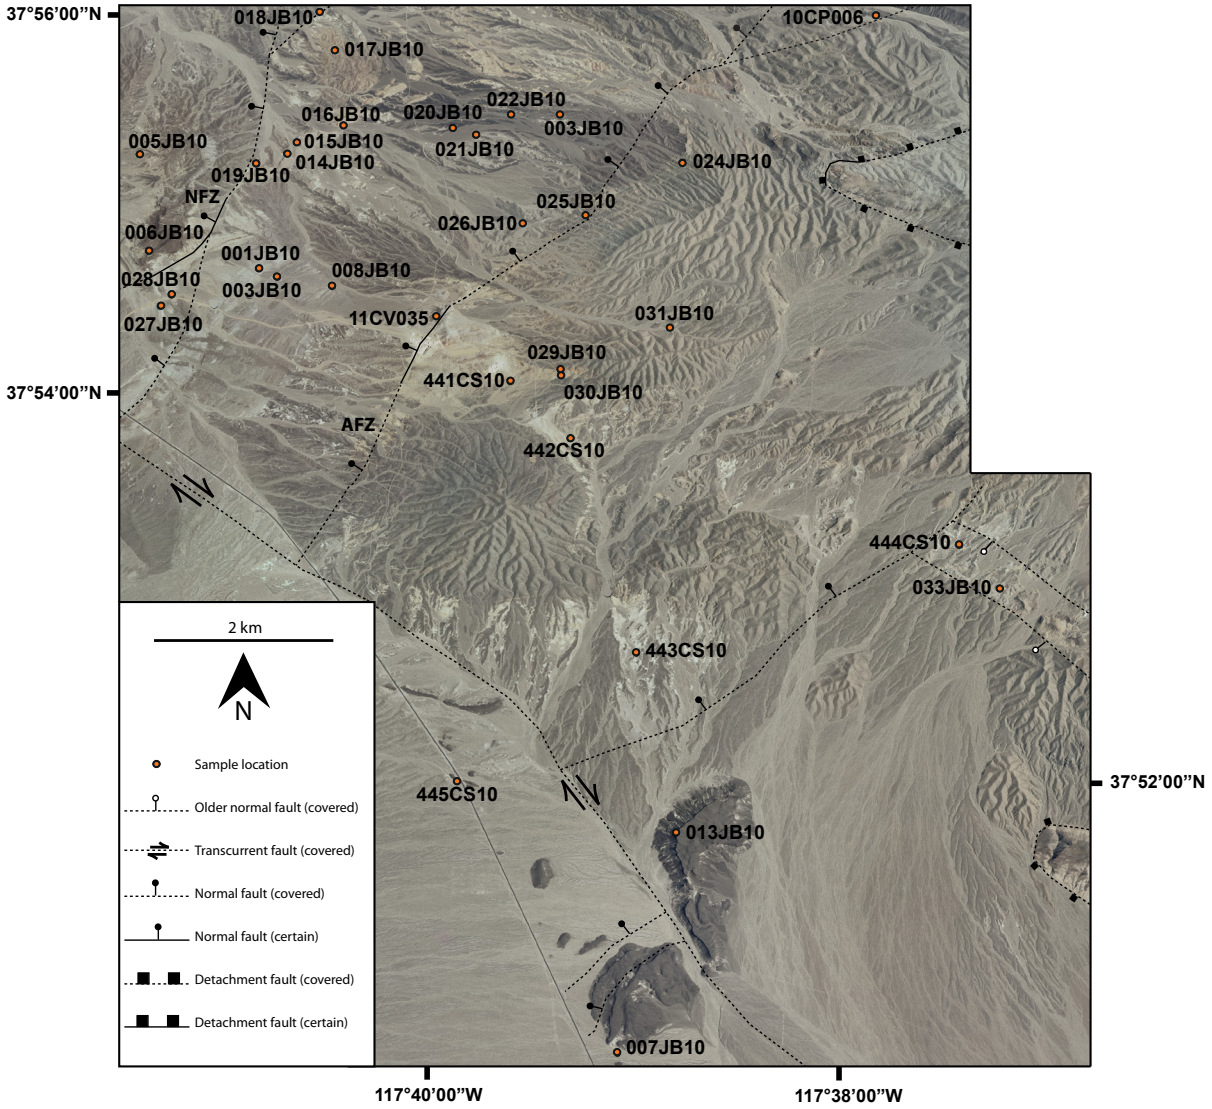 37°56’00”N
018JB10
10CP006
017JB10
022JB10
016JB10
020JB10
003JB10
005JB10
015JB10
021JB10
014JB10
024JB10
019JB10
NFZ
025JB10
026JB10
006JB10
001JB10
008JB10
028JB10
003JB10
11CV035
031JB10
027JB10
029JB10
441CS10
030JB10
37°54’00”N
AFZ
442CS10
444CS10
033JB10
443CS10
37°52’00”N
445CS10
013JB10
007JB10
2 km
N
Sample location
Older normal fault (covered)
Transcurrent fault (covered)
Normal fault (covered)
Normal fault (certain)
Detachment fault (covered)
Detachment fault (certain)
117°40’00”W
117°38’00”W